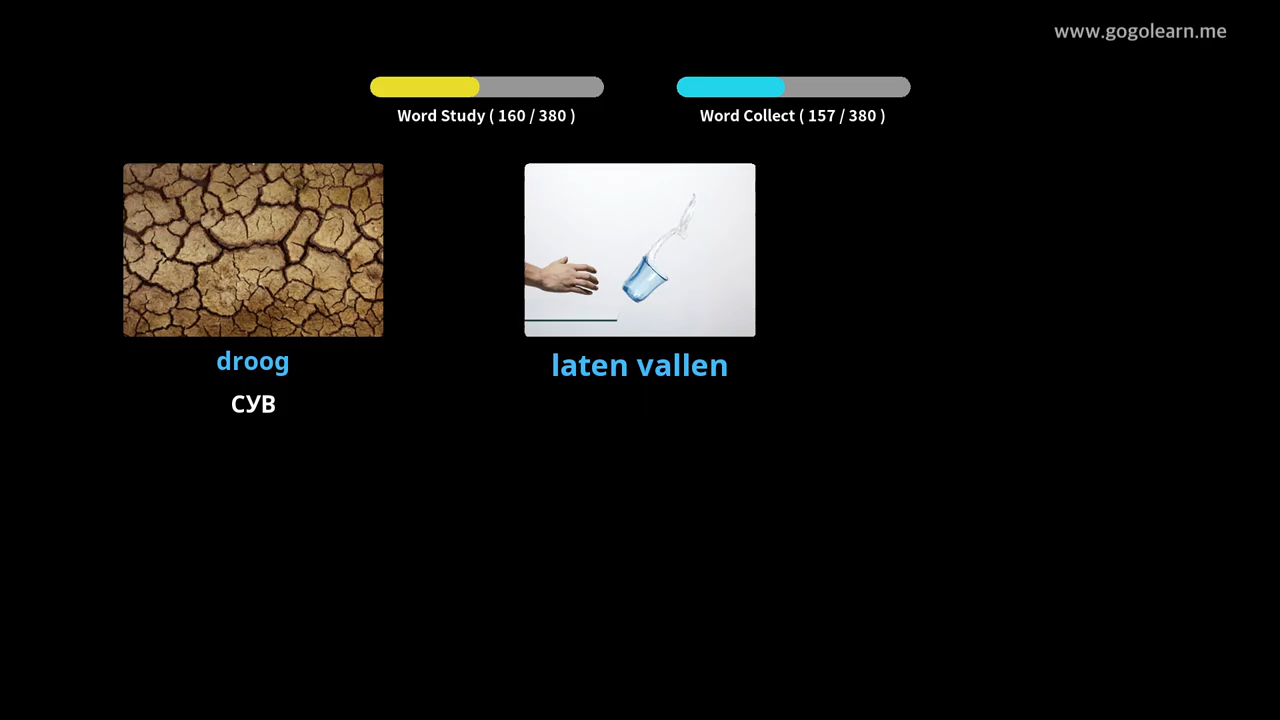 www.gogolearn.me
Word Study ( 160 / 380 )
Word Collect ( 157 / 380 )
droog
СУВ
laten vallen